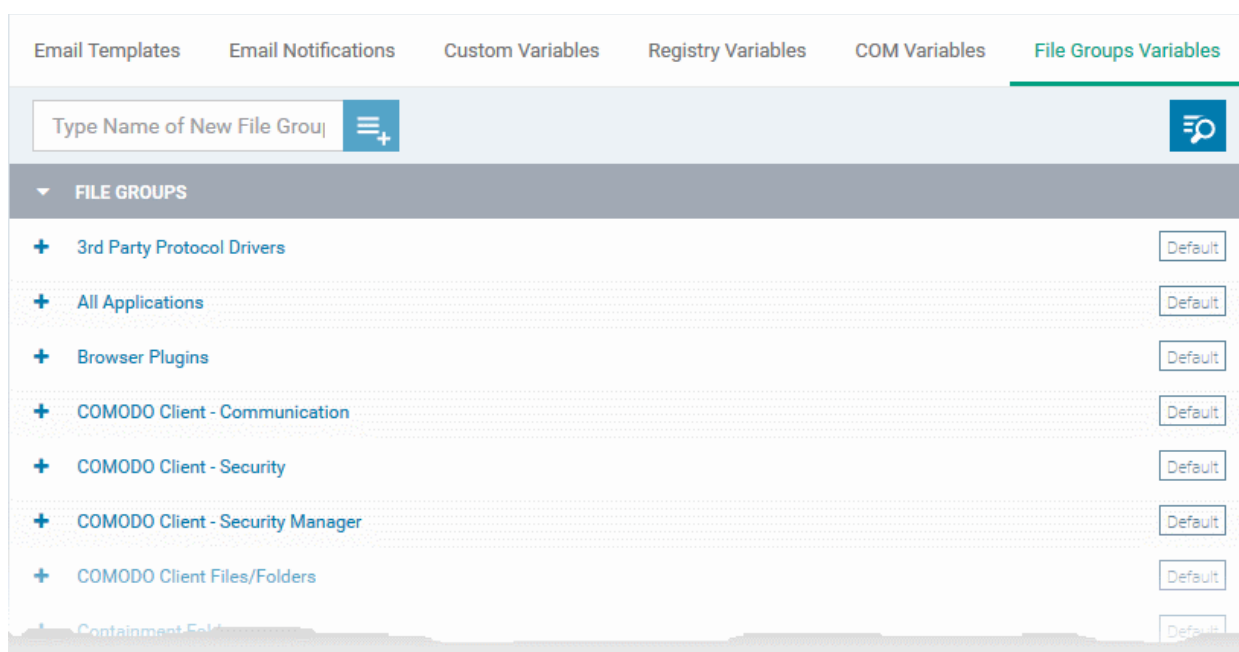 Email Templates Email Notifications Custom Variables Registry Variables COM Variables File Groups Variables
Type Name of New File Grou
FILE GROUPS
3rd Party Protocol Drivers Default
All Applications Default
Browser Plugins Default
COMODO Client - Communication Default
COMODO Client - Security Default
COMODO Client - Security Manager Default
COMODO Client Files/Folders Default
Containment Default